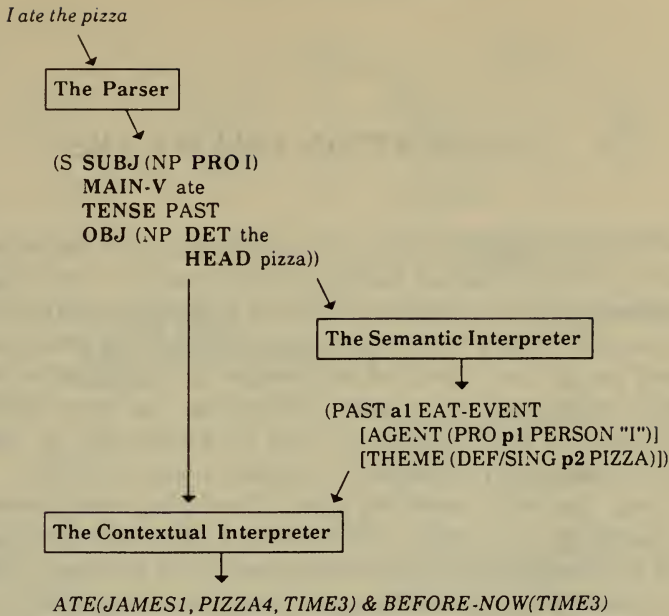 I ate the pizza
The Parser
(S SUBJ (NP PRO I)
MAIN-V ate
TENSE PAST
OBJ (NP DET the
HEAD pizza))
The Semantic Interpreter
(PAST a1 EAT-EVENT
[AGENT (PRO p1 PERSON "I")]
[THEME (DEF/SING p2 PIZZA)])
The Contextual Interpreter
ATE(JAMES1, PIZZA4, TIME3) & BEFORE-NOW(TIME3)